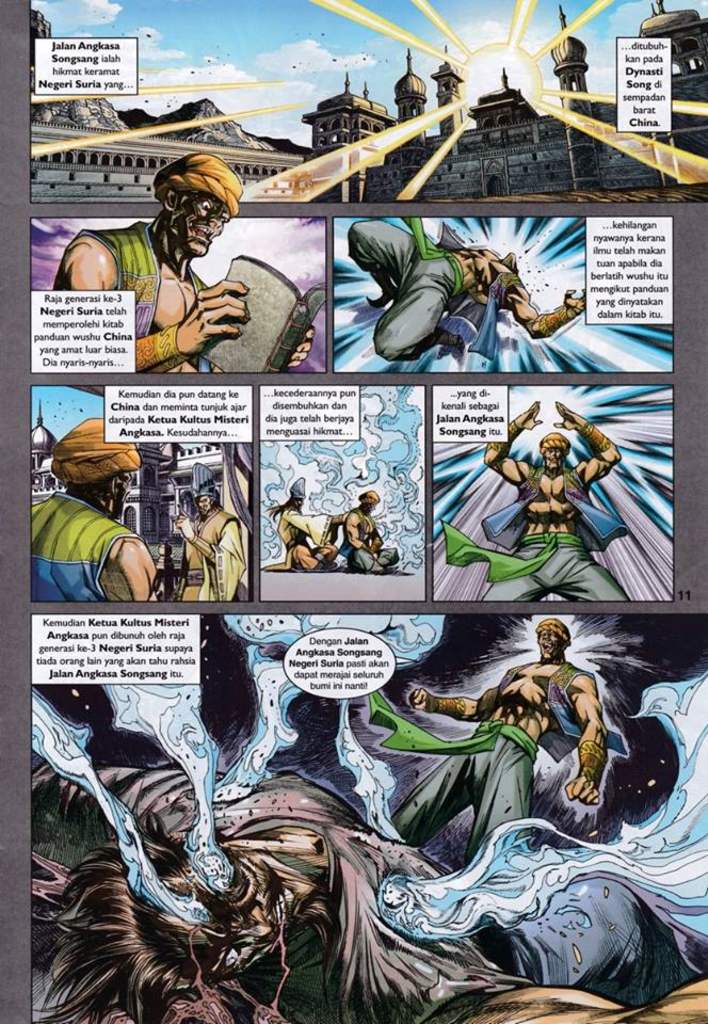 Jalan Angkasa
Songsang ialah
hikmat keramat
Negeri Suria yang...
...ditubuh-
kan pada
Dynasti
Song di
sempadan
barat
China.
Raja generasi ke-3
Negeri Suria telah
memperolehi kitab
panduan wushu China
yang amat luar biasa.
Dia nyaris-nyaris...
...kehilangan
nyawanya kerana
ilmu telah makan
tuan apabila dia
berlatih wushu itu
mengikut panduan
yang dinyatakan
dalam kitab itu.
Kemudian dia pun datang ke
China dan meminta tunjuk ajar
daripada Ketua Kultus Misteri
Angkasa. Kesudahannya...
...kecederaannya pun
disembuhkan dan
dia juga telah berjaya
menguasai hikmat...
...yang di-
kenali sebagai
Jalan Angkasa
Songsang itu.
11
Kemudian Ketua Kultus Misteri
Angkasa pun dibunuh oleh raja
generasi ke-3 Negeri Suria supaya
tiada orang lain yang akan tahu rahsia
Jalan Angkasa Songsang itu.
Dengan Jalan
Angkasa Songsang
Negeri Suria pasti akan
dapat merajai seluruh
bumi ini nanti!